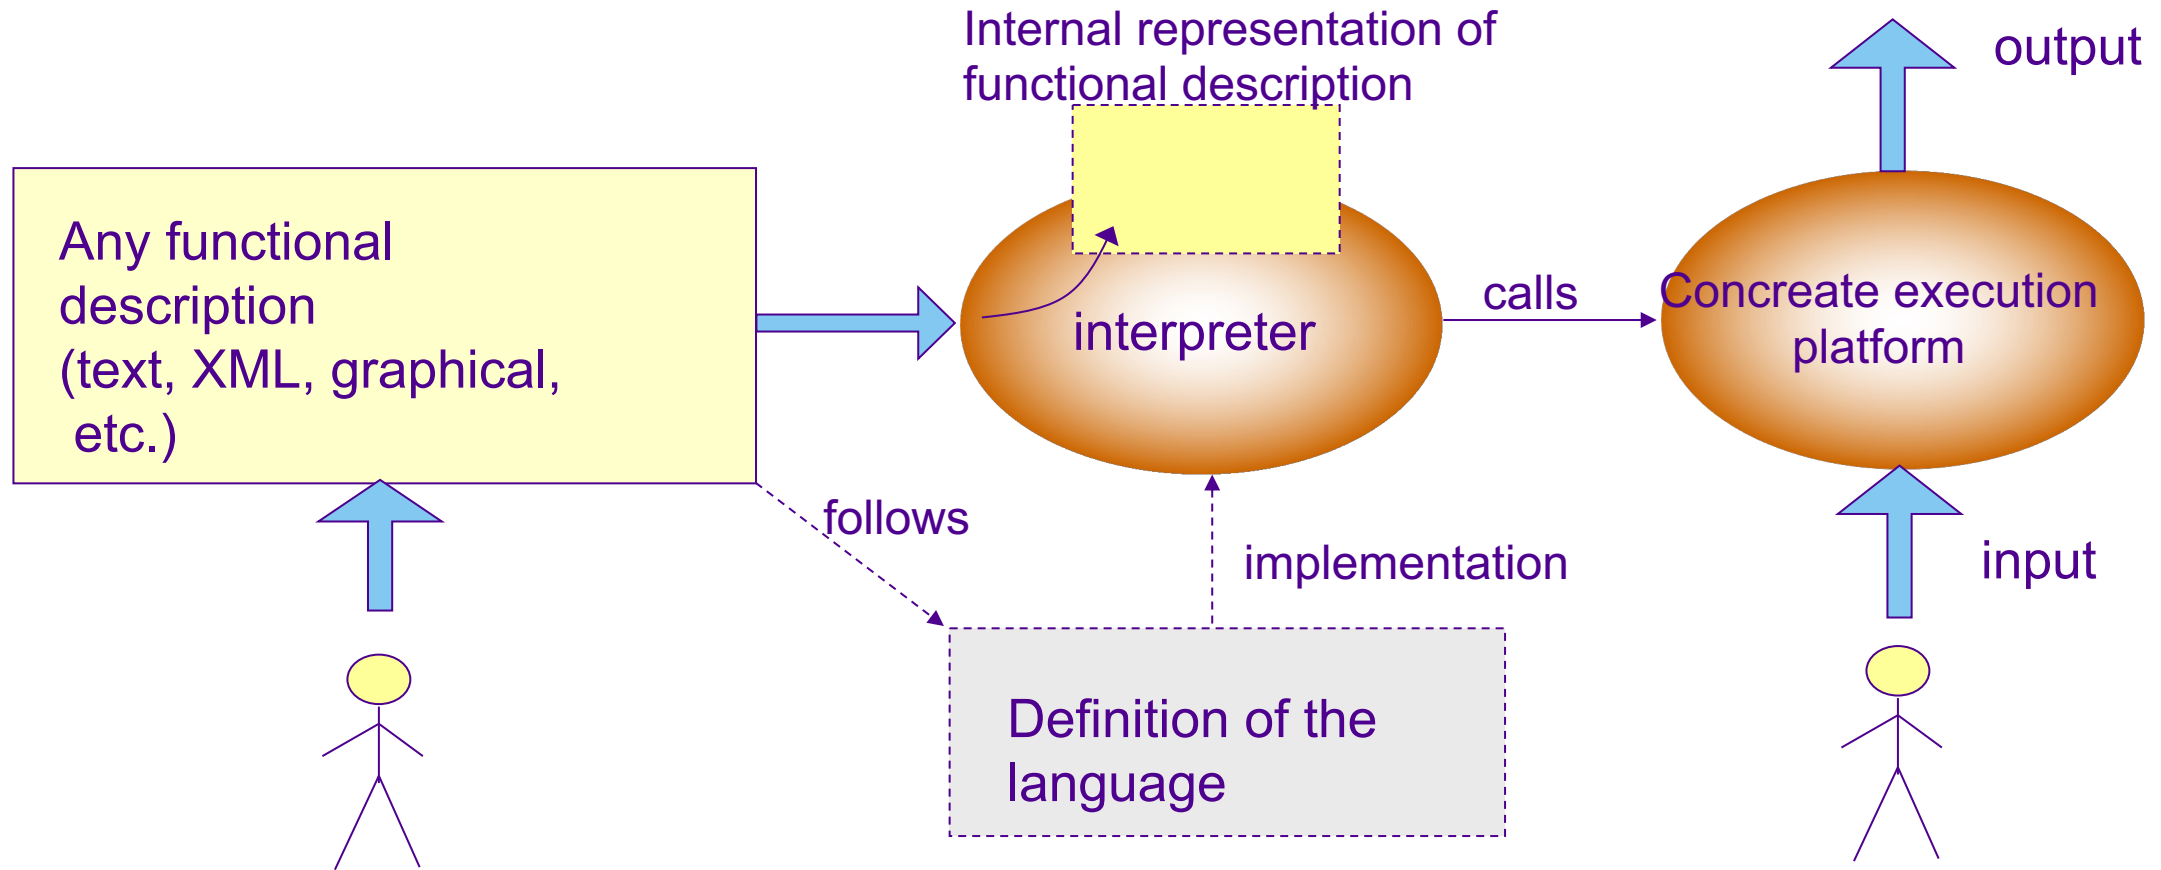 Internal representation of
functional description
output
Any functional
description
(text, XML, graphical,
etc.)
interpreter
calls
Concreate execution
platform
follows
implementation
input
Definition of the
language